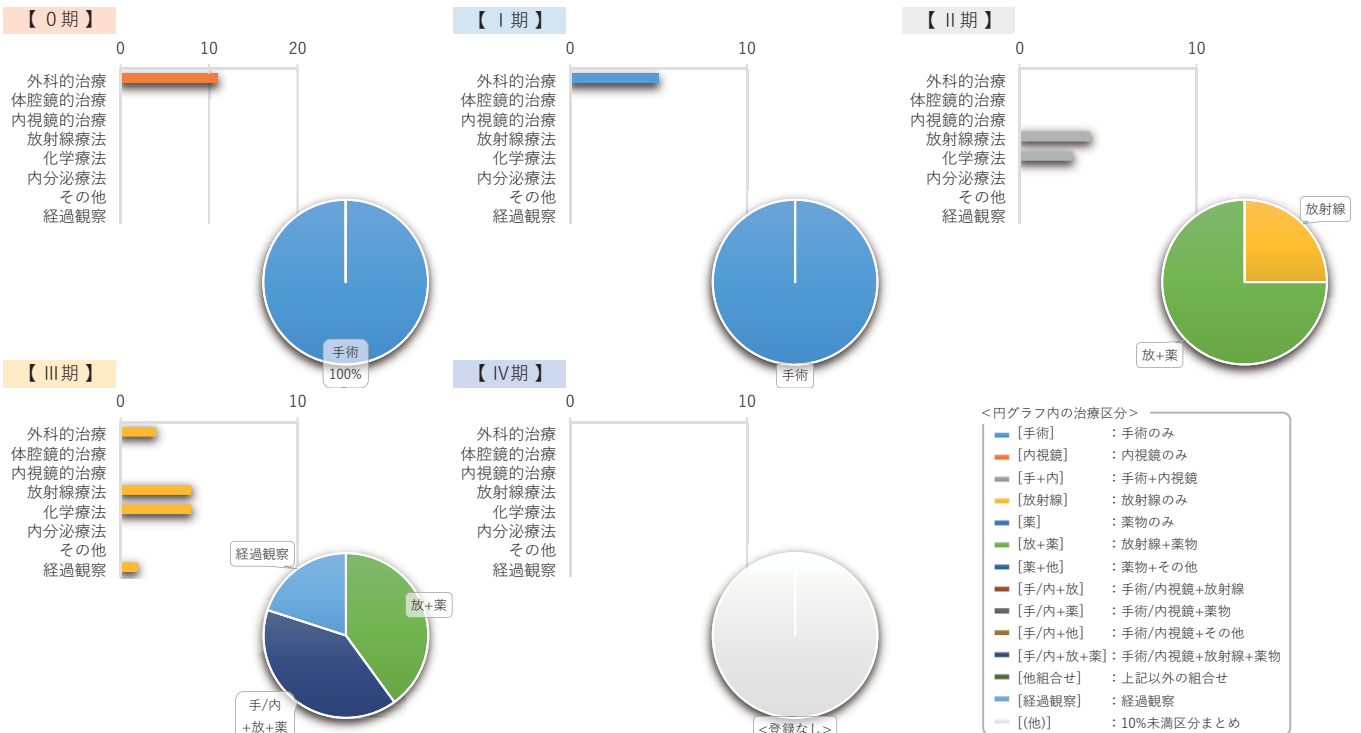 【 0期 】
0 10 20
外科的治療
体腔鏡的治療
内視鏡的治療
放射線療法
化学療法
内分泌療法
その他
経過観察
手術
100%
【 I期 】
0 10
外科的治療
体腔鏡的治療
内視鏡的治療
放射線療法
化学療法
内分泌療法
その他
経過観察
手術
【 II期 】
0 10
外科的治療
体腔鏡的治療
内視鏡的治療
放射線療法
化学療法
内分泌療法
その他
経過観察
放射線
放+薬
【 III期 】
0 10
外科的治療
体腔鏡的治療
内視鏡的治療
放射線療法
化学療法
内分泌療法
その他
経過観察
経過観察
放+薬
手/内
+放+薬
【 IV期 】
0 10
外科的治療
体腔鏡的治療
内視鏡的治療
放射線療法
化学療法
内分泌療法
その他
経過観察
<登録なし>
<円グラフ内の治療区分>
[手術] ：手術のみ
[内視鏡] ：内視鏡のみ
[手+内] ：手術+内視鏡
[放射線] ：放射線のみ
[薬] ：薬物のみ
[放+薬] ：放射線+薬物
[薬+他] ：薬物+その他
[手/内+放] ：手術/内視鏡+放射線
[手/内+薬] ：手術/内視鏡+薬物
[手/内+他] ：手術/内視鏡+その他
[手/内+放+薬]：手術/内視鏡+放射線+薬物
[他組合せ] ：上記以外の組合せ
[経過観察] ：経過観察
[(他)] ：10%未満区分まとめ